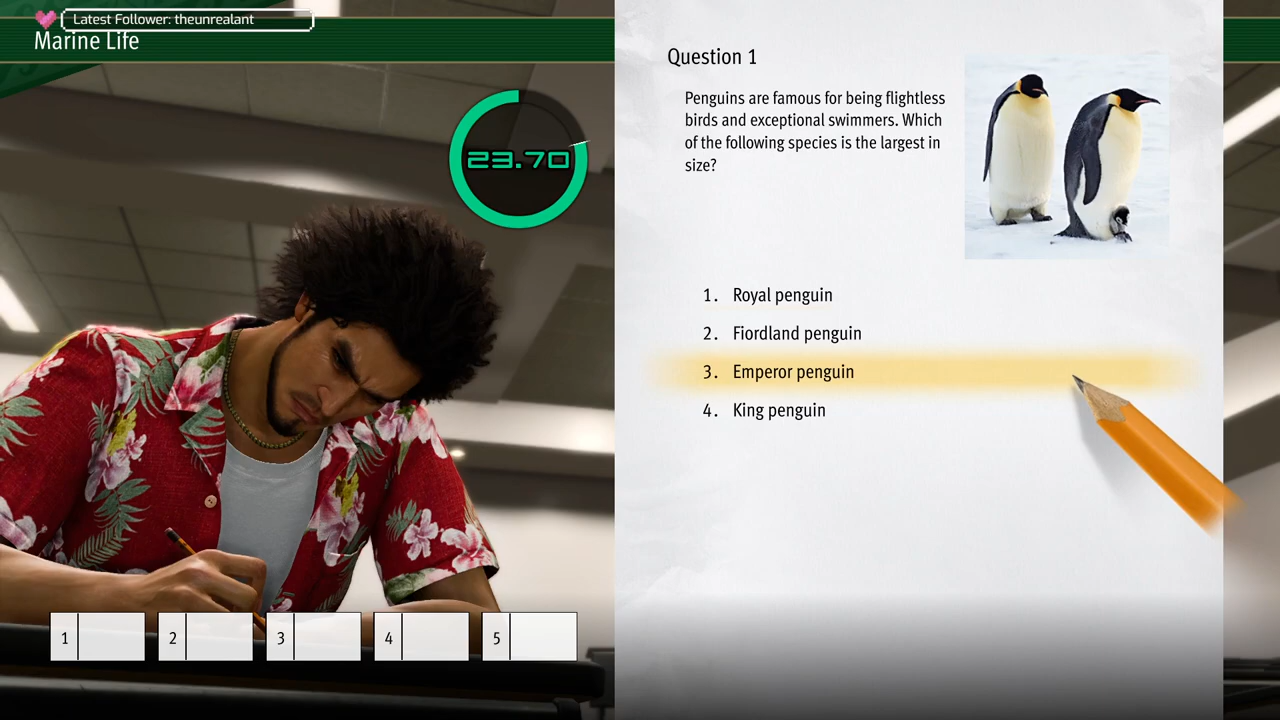 Latest Follower: theunrealant
Marine Life
23.70
Question 1
Penguins are famous for being flightless
birds and exceptional swimmers. Which
of the following species is the largest in
size?
1. Royal penguin
2. Fiordland penguin
3. Emperor penguin
4. King penguin
1 2 3 4 5